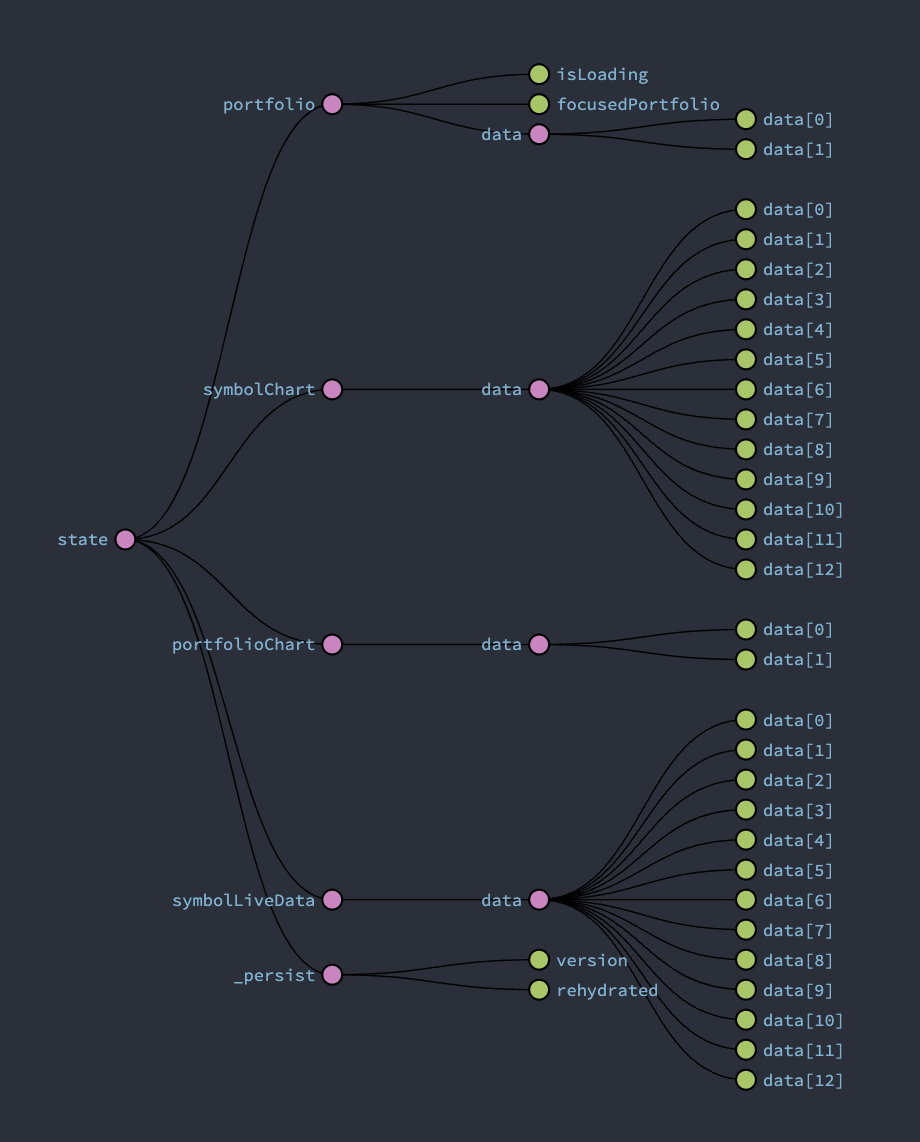 state
portfolio
isLoading
focusedPortfolio
data
data[0]
data[1]
symbolChart
data
data[0]
data[1]
data[2]
data[3]
data[4]
data[5]
data[6]
data[7]
data[8]
data[9]
data[10]
data[11]
data[12]
portfolioChart
data
data[0]
data[1]
symbolLiveData
data
data[0]
data[1]
data[2]
data[3]
data[4]
data[5]
data[6]
data[7]
data[8]
data[9]
data[10]
data[11]
data[12]
_persist
version
rehydrated